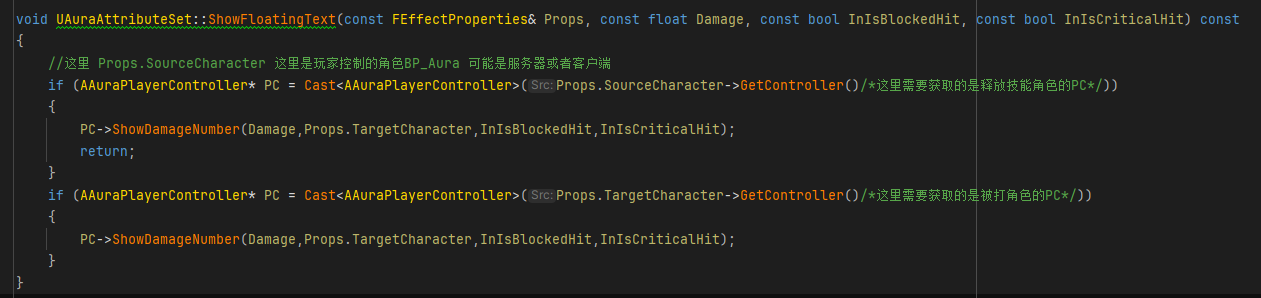 void UAuraAttributeSet::ShowFloatingText(const FEffectProperties& Props, const float Damage, const bool InIsBlockedHit, const bool InIsCriticalHit) const
{
//这里 Props.SourceCharacter 这里是玩家控制的角色BP_Aura 可能是服务器或者客户端
if (AAuraPlayerController* PC = Cast<AAuraPlayerController>(Src:Props.SourceCharacter->GetController()/*这里需要获取的是释放技能角色的PC*/))
{
PC->ShowDamageNumber(Damage,Props.TargetCharacter,InIsBlockedHit,InIsCriticalHit);
return;
}
if (AAuraPlayerController* PC = Cast<AAuraPlayerController>(Src:Props.TargetCharacter->GetController()/*这里需要获取的是被打角色的PC*/))
{
PC->ShowDamageNumber(Damage,Props.TargetCharacter,InIsBlockedHit,InIsCriticalHit);
}
}